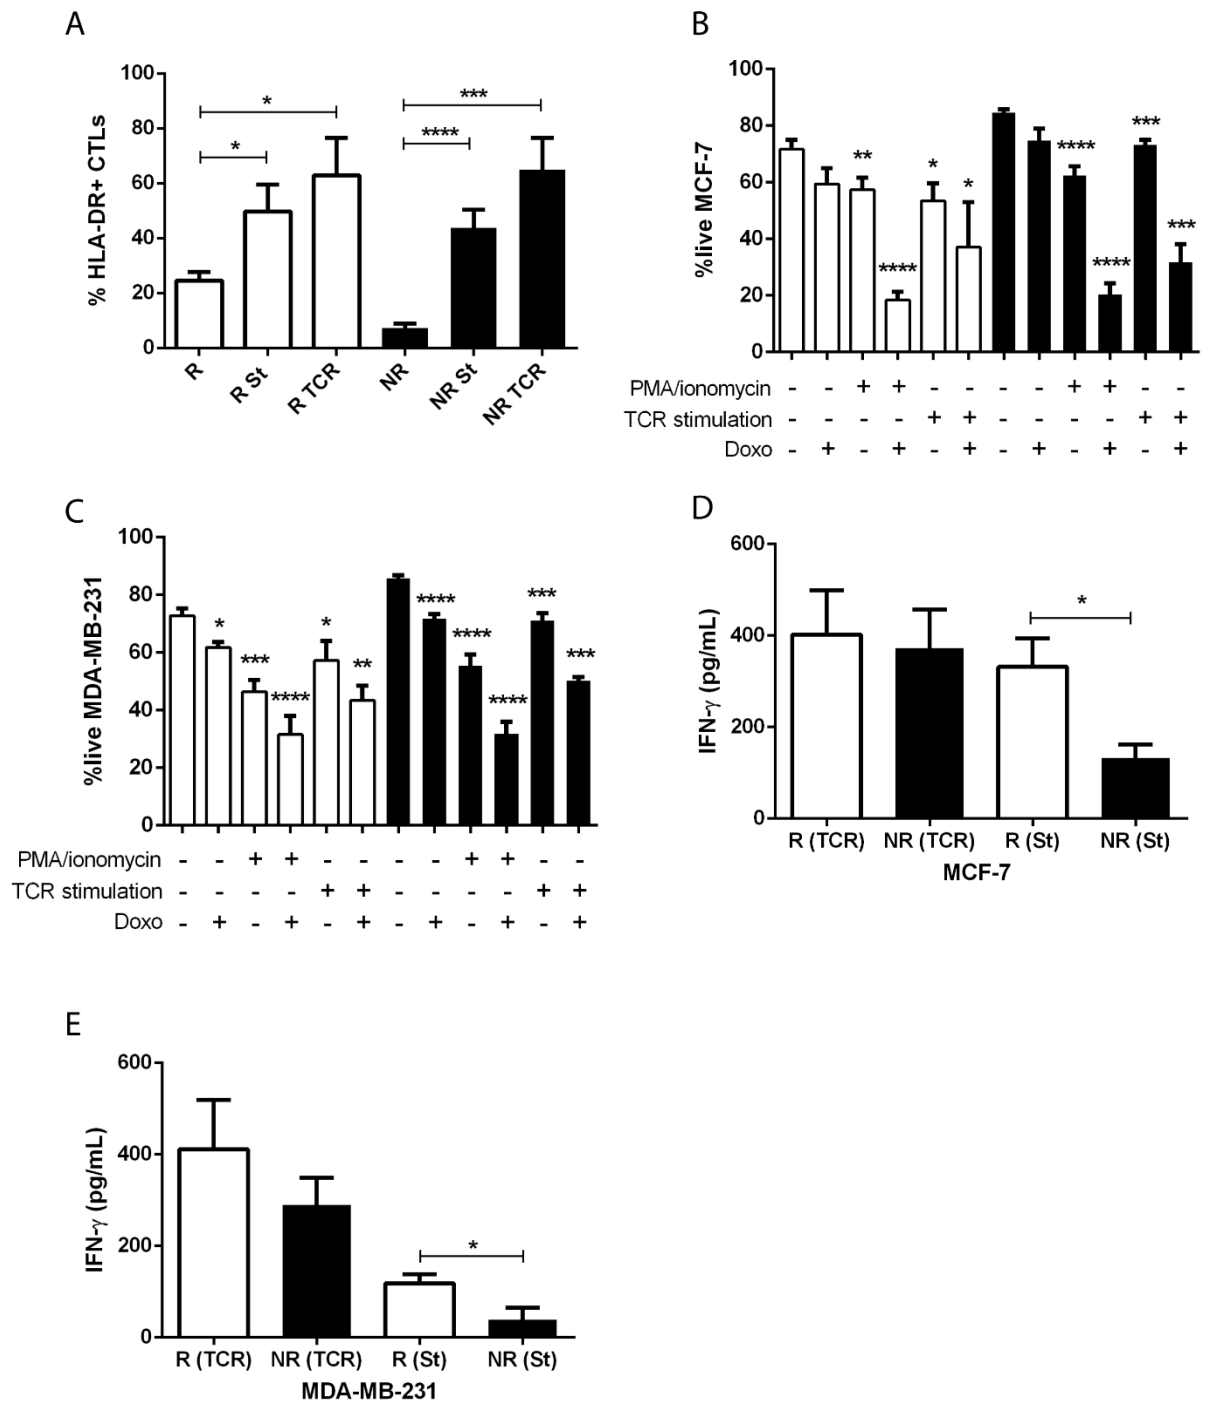 A
% HLA-DR+ CTLs
100
80
60
40
20
0
*
*
***
****
R
R St
R TCR
NR
NR St
NR TCR
B
%live MCF-7
100
80
60
40
20
0
**
****
*
*
****
****
***
***
PMA/ionomycin - - + + - - - - + + - -
TCR stimulation - - - - + + - - - - + +
Doxo - + - + - + - + - + - +
C
%live MDA-MB-231
100
80
60
40
20
0
*
***
****
*
**
****
****
****
***
***
PMA/ionomycin - - + + - - - - + + - -
TCR stimulation - - - - + + - - - - + +
Doxo - + - + - + - + - + - +
D
IFN-γ (pg/mL)
600
400
200
0
*
R (TCR) NR (TCR) R (St) NR (St)
MCF-7
E
IFN-γ (pg/mL)
600
400
200
0
*
R (TCR) NR (TCR) R (St) NR (St)
MDA-MB-231